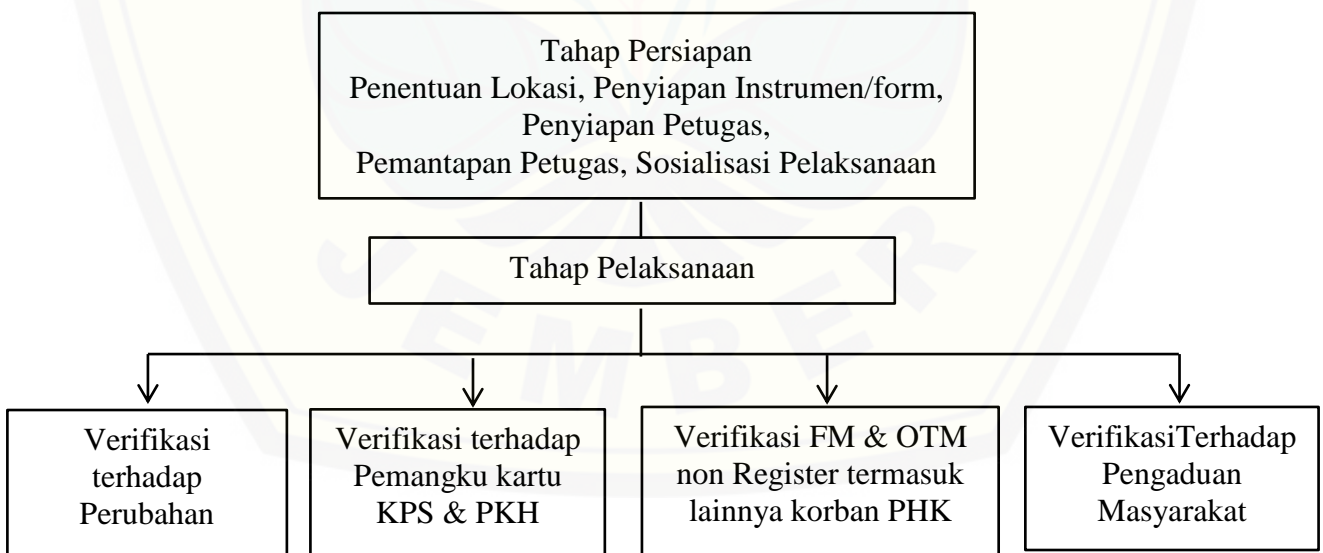 Tahap Persiapan
Penentuan Lokasi, Penyiapan Instrumen/form,
Penyiapan Petugas,
Pemantapan Petugas, Sosialisasi Pelaksanaan
Tahap Pelaksanaan
Verifikasi
terhadap
Perubahan
Verifikasi terhadap
Pemangku kartu
KPS & PKH
Verifikasi FM & OTM
non Register termasuk
lainnya korban PHK
VerifikasiTerhadap
Pengaduan
Masyarakat
JEMBER